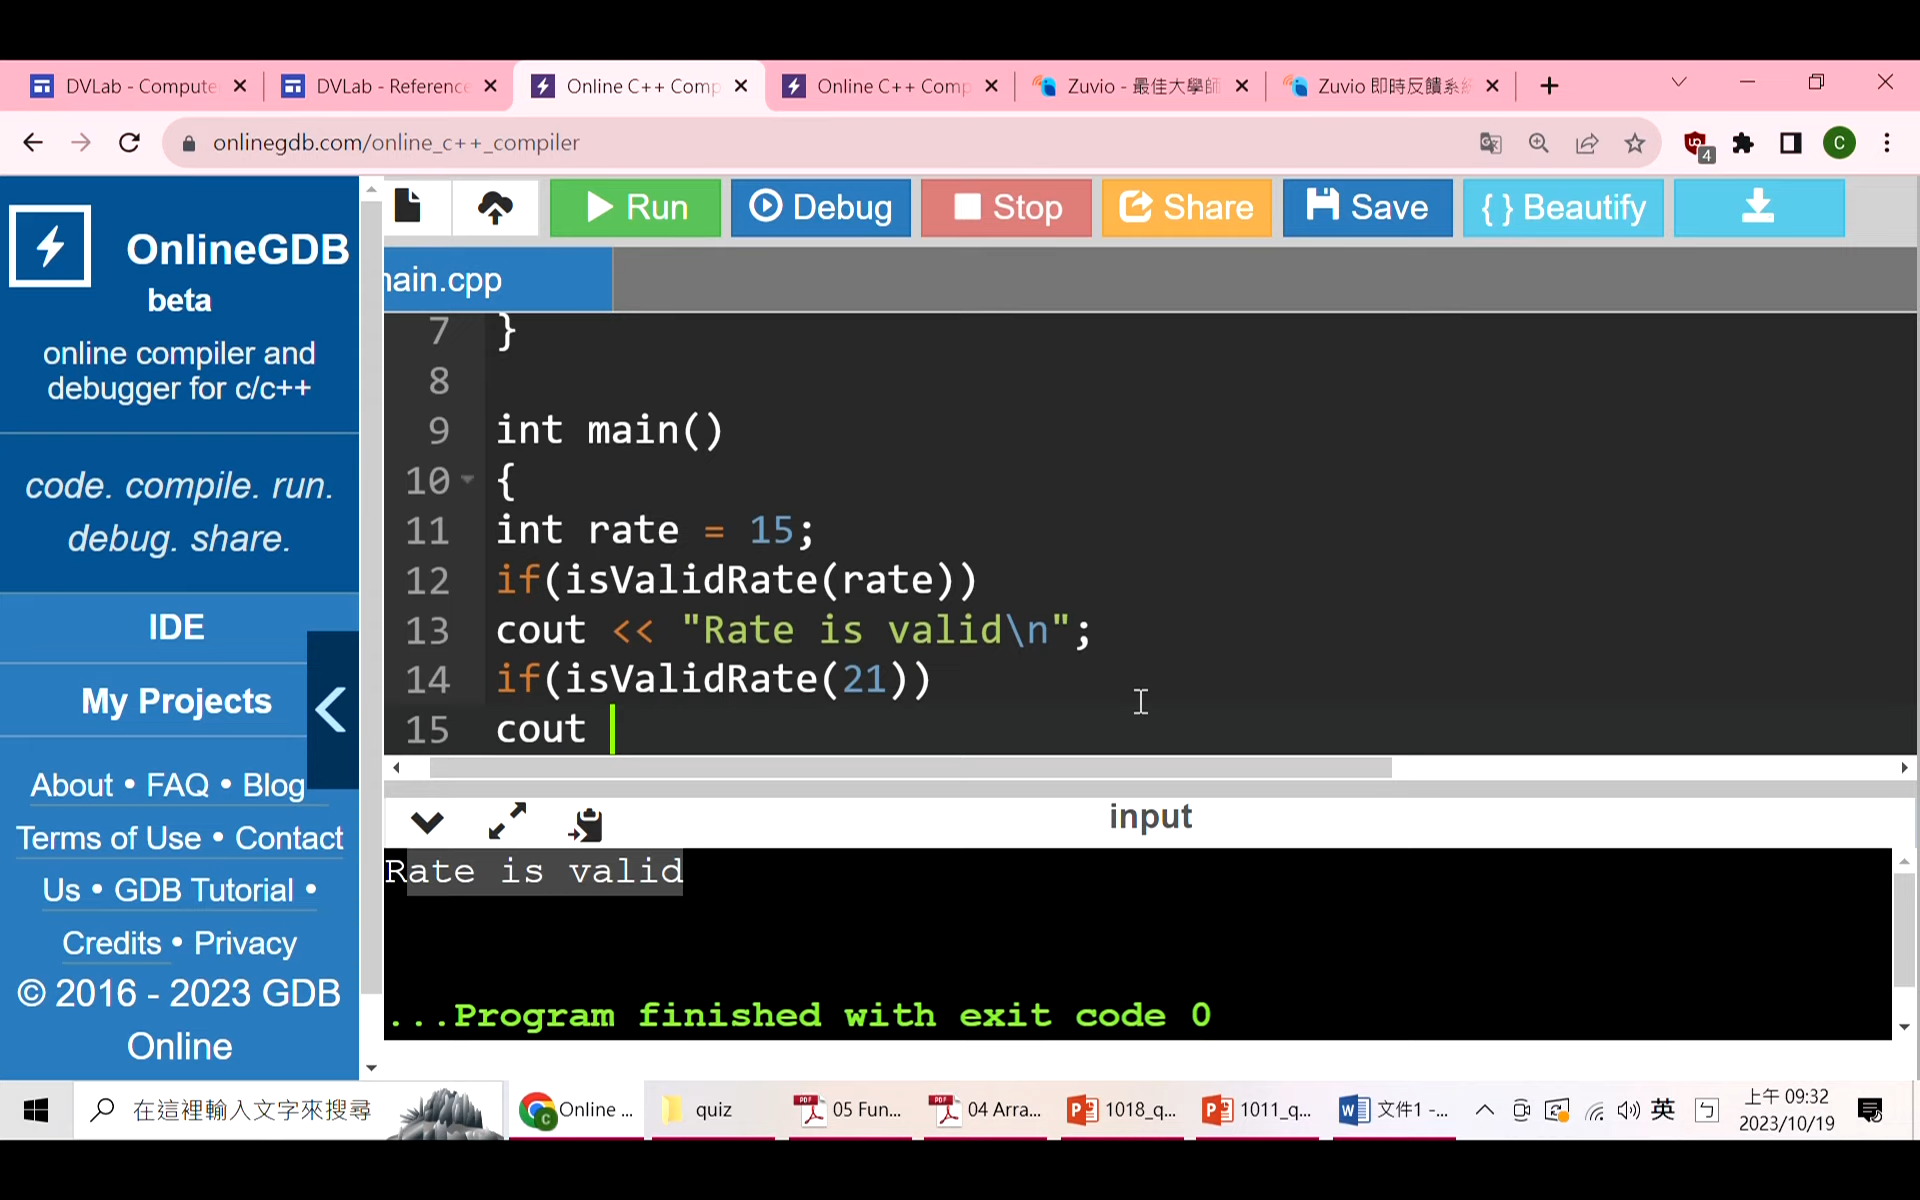 DVLab - Compute
DVLab - Reference
Online C++ Comp
Online C++ Comp
Zuvio - 最佳大學師
Zuvio 即時反饋系統
onlinegdb.com/online_c++_compiler
4
C
Run
Debug
Stop
Share
Save
{ } Beautify
OnlineGDB
beta
online compiler and
debugger for c/c++
code. compile. run.
debug. share.
IDE
My Projects
About • FAQ • Blog
Terms of Use • Contact
Us • GDB Tutorial •
Credits • Privacy
© 2016 - 2023 GDB
Online
main.cpp
7 }
8
9 int main()
10 {
11 int rate = 15;
12 if(isValidRate(rate))
13 cout << "Rate is valid\n";
14 if(isValidRate(21))
15 cout
input
Rate is valid
...Program finished with exit code 0
在這裡輸入文字來搜尋
Online ...
quiz
05 Fun...
04 Arra...
1018_q...
1011_q...
文件1 -...
英
上午 09:32
2023/10/19